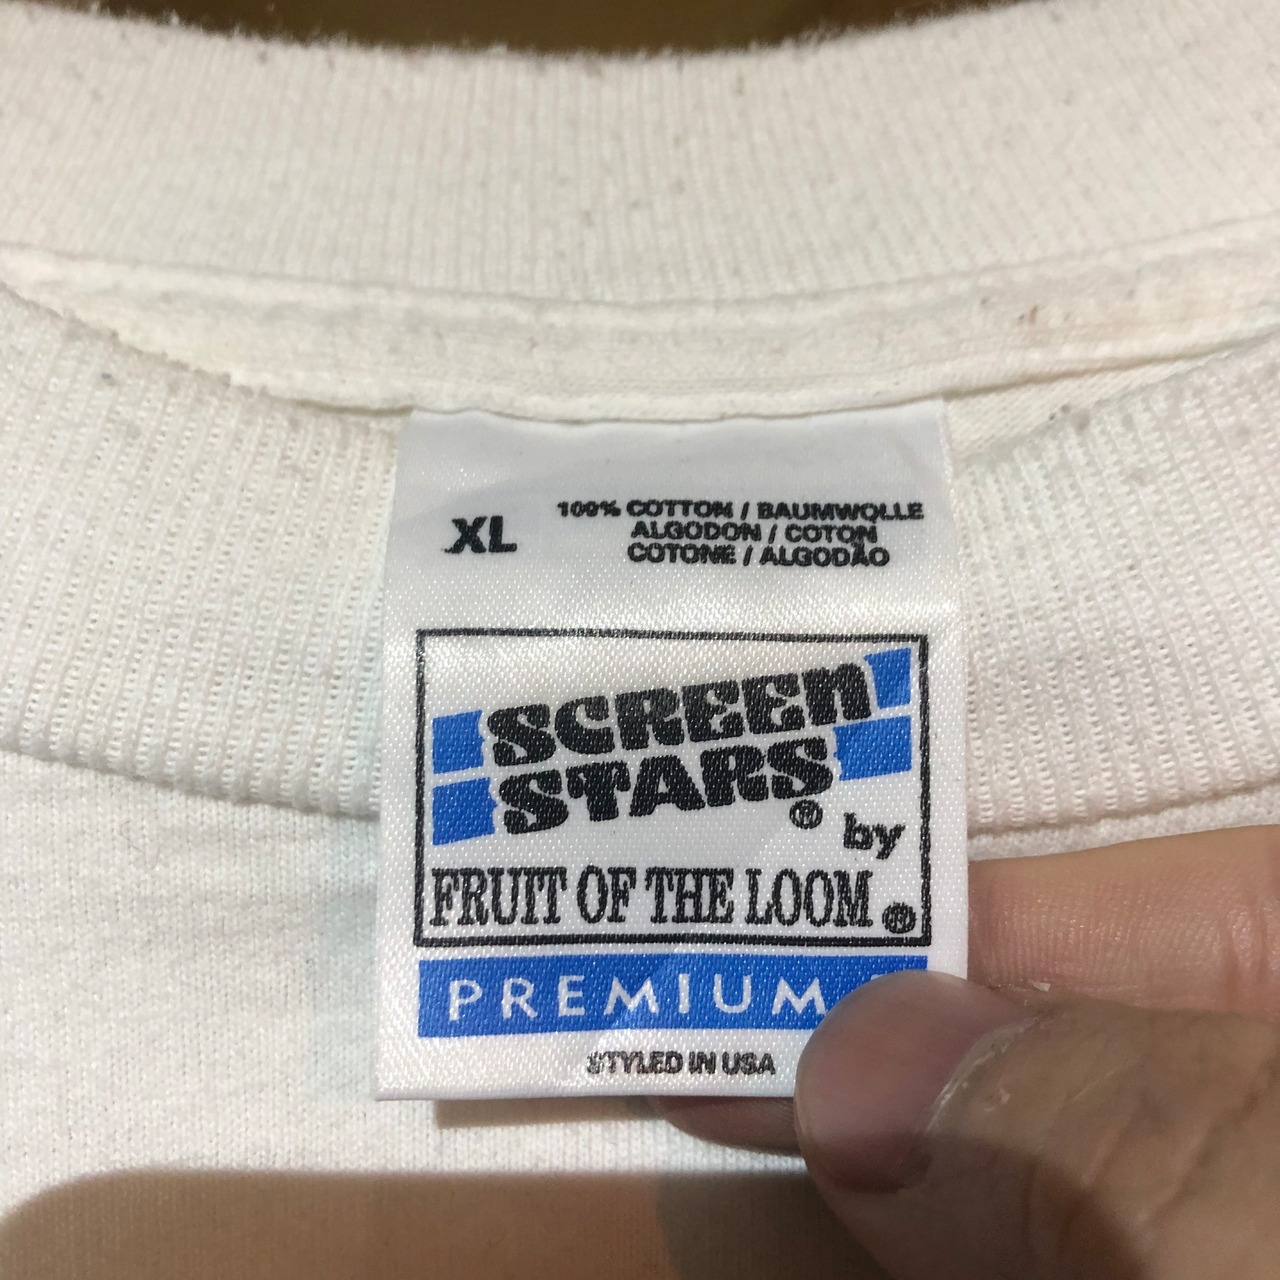 XL
100% COTTON / BAUMWOLLE
ALGODON / COTON
COTONE / ALGODÃO
SCREEN
STARS®
by
FRUIT OF THE LOOM®
PREMIUM
STYLED IN USA